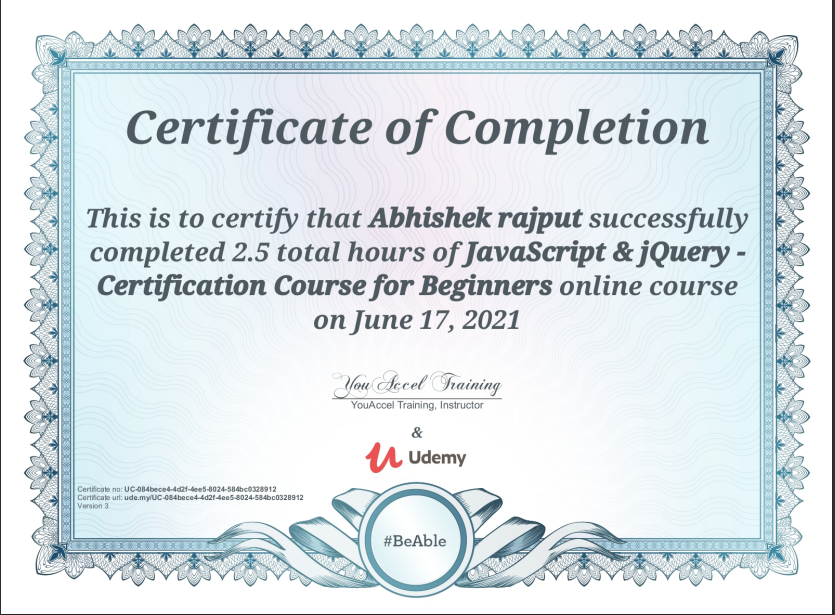 Certificate of Completion
This is to certify that Abhishek rajput successfully
completed 2.5 total hours of JavaScript & jQuery -
Certification Course for Beginners online course
on June 17, 2021
YouAccel Training
YouAccel Training, Instructor
&
Udemy
Certificate no: UC-084bece4-4d2f-4ee5-8024-584bc0328912
Certificate url: ude.my/UC-084bece4-4d2f-4ee5-8024-584bc0328912
Version 3
#BeAble